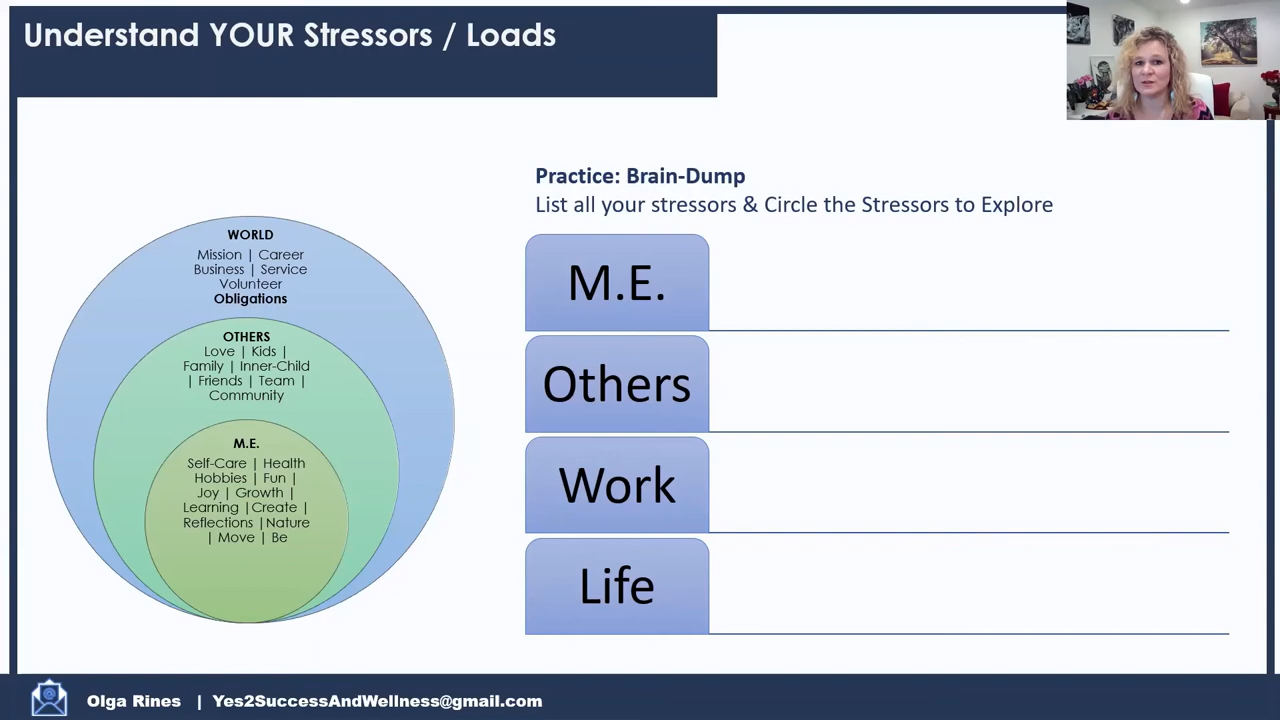 Understand YOUR Stressors / Loads
WORLD
Mission | Career
Business | Service
Volunteer
Obligations
OTHERS
Love | Kids |
Family | Inner-Child
| Friends | Team |
Community
M.E.
Self-Care | Health
Hobbies | Fun |
Joy | Growth |
Learning |Create |
Reflections |Nature
| Move | Be
Practice: Brain-Dump
List all your stressors & Circle the Stressors to Explore
M.E.
Others
Work
Life
Olga Rines | Yes2SuccessAndWellness@gmail.com